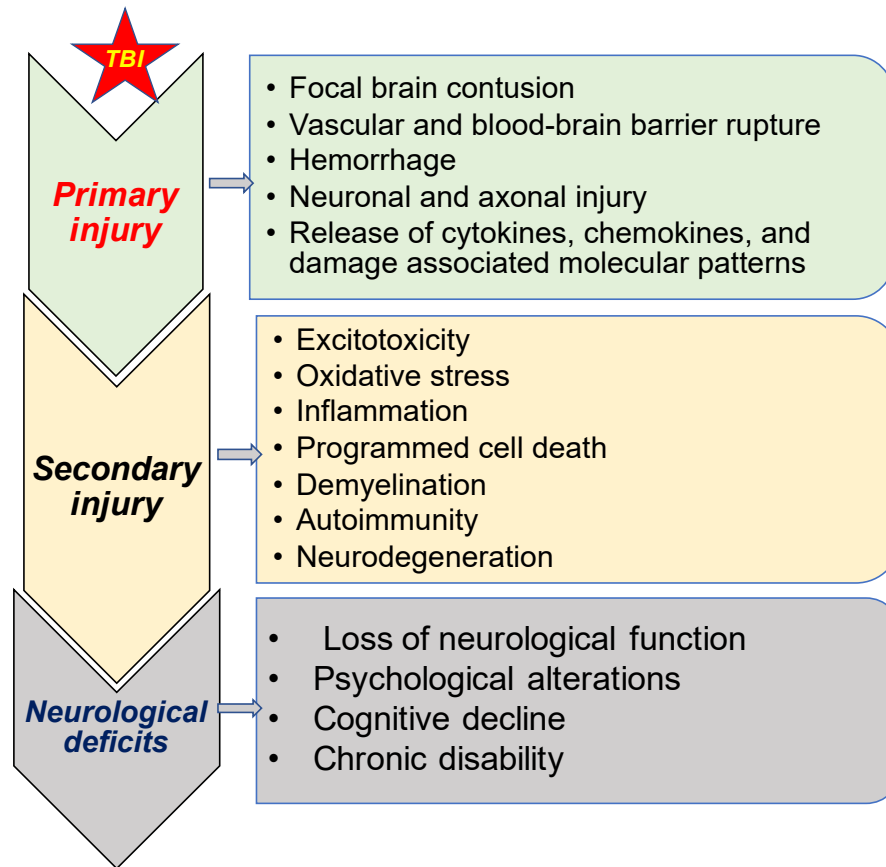 TBI
Primary
injury
• Focal brain contusion
• Vascular and blood-brain barrier rupture
• Hemorrhage
• Neuronal and axonal injury
• Release of cytokines, chemokines, and
damage associated molecular patterns
Secondary
injury
• Excitotoxicity
• Oxidative stress
• Inflammation
• Programmed cell death
• Demyelination
• Autoimmunity
• Neurodegeneration
Neurological
deficits
• Loss of neurological function
• Psychological alterations
• Cognitive decline
• Chronic disability